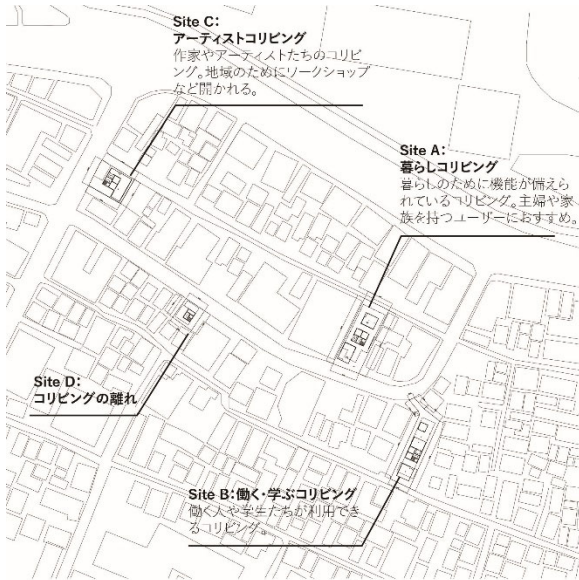 Site C:
アーティストコリビング
作家やアーティストたちのコリビ
ング。地域のためにワークショップ
など開かれる。
Site A:
暮らしコリビング
暮らしのために機能が備えら
れているコリビング。主婦や家
族を持つユーザーにおすすめ。
Site D:
コリビングの離れ
Site B:働く・学ぶコリビング
働く人や学生たちが利用でき
るコリビング。